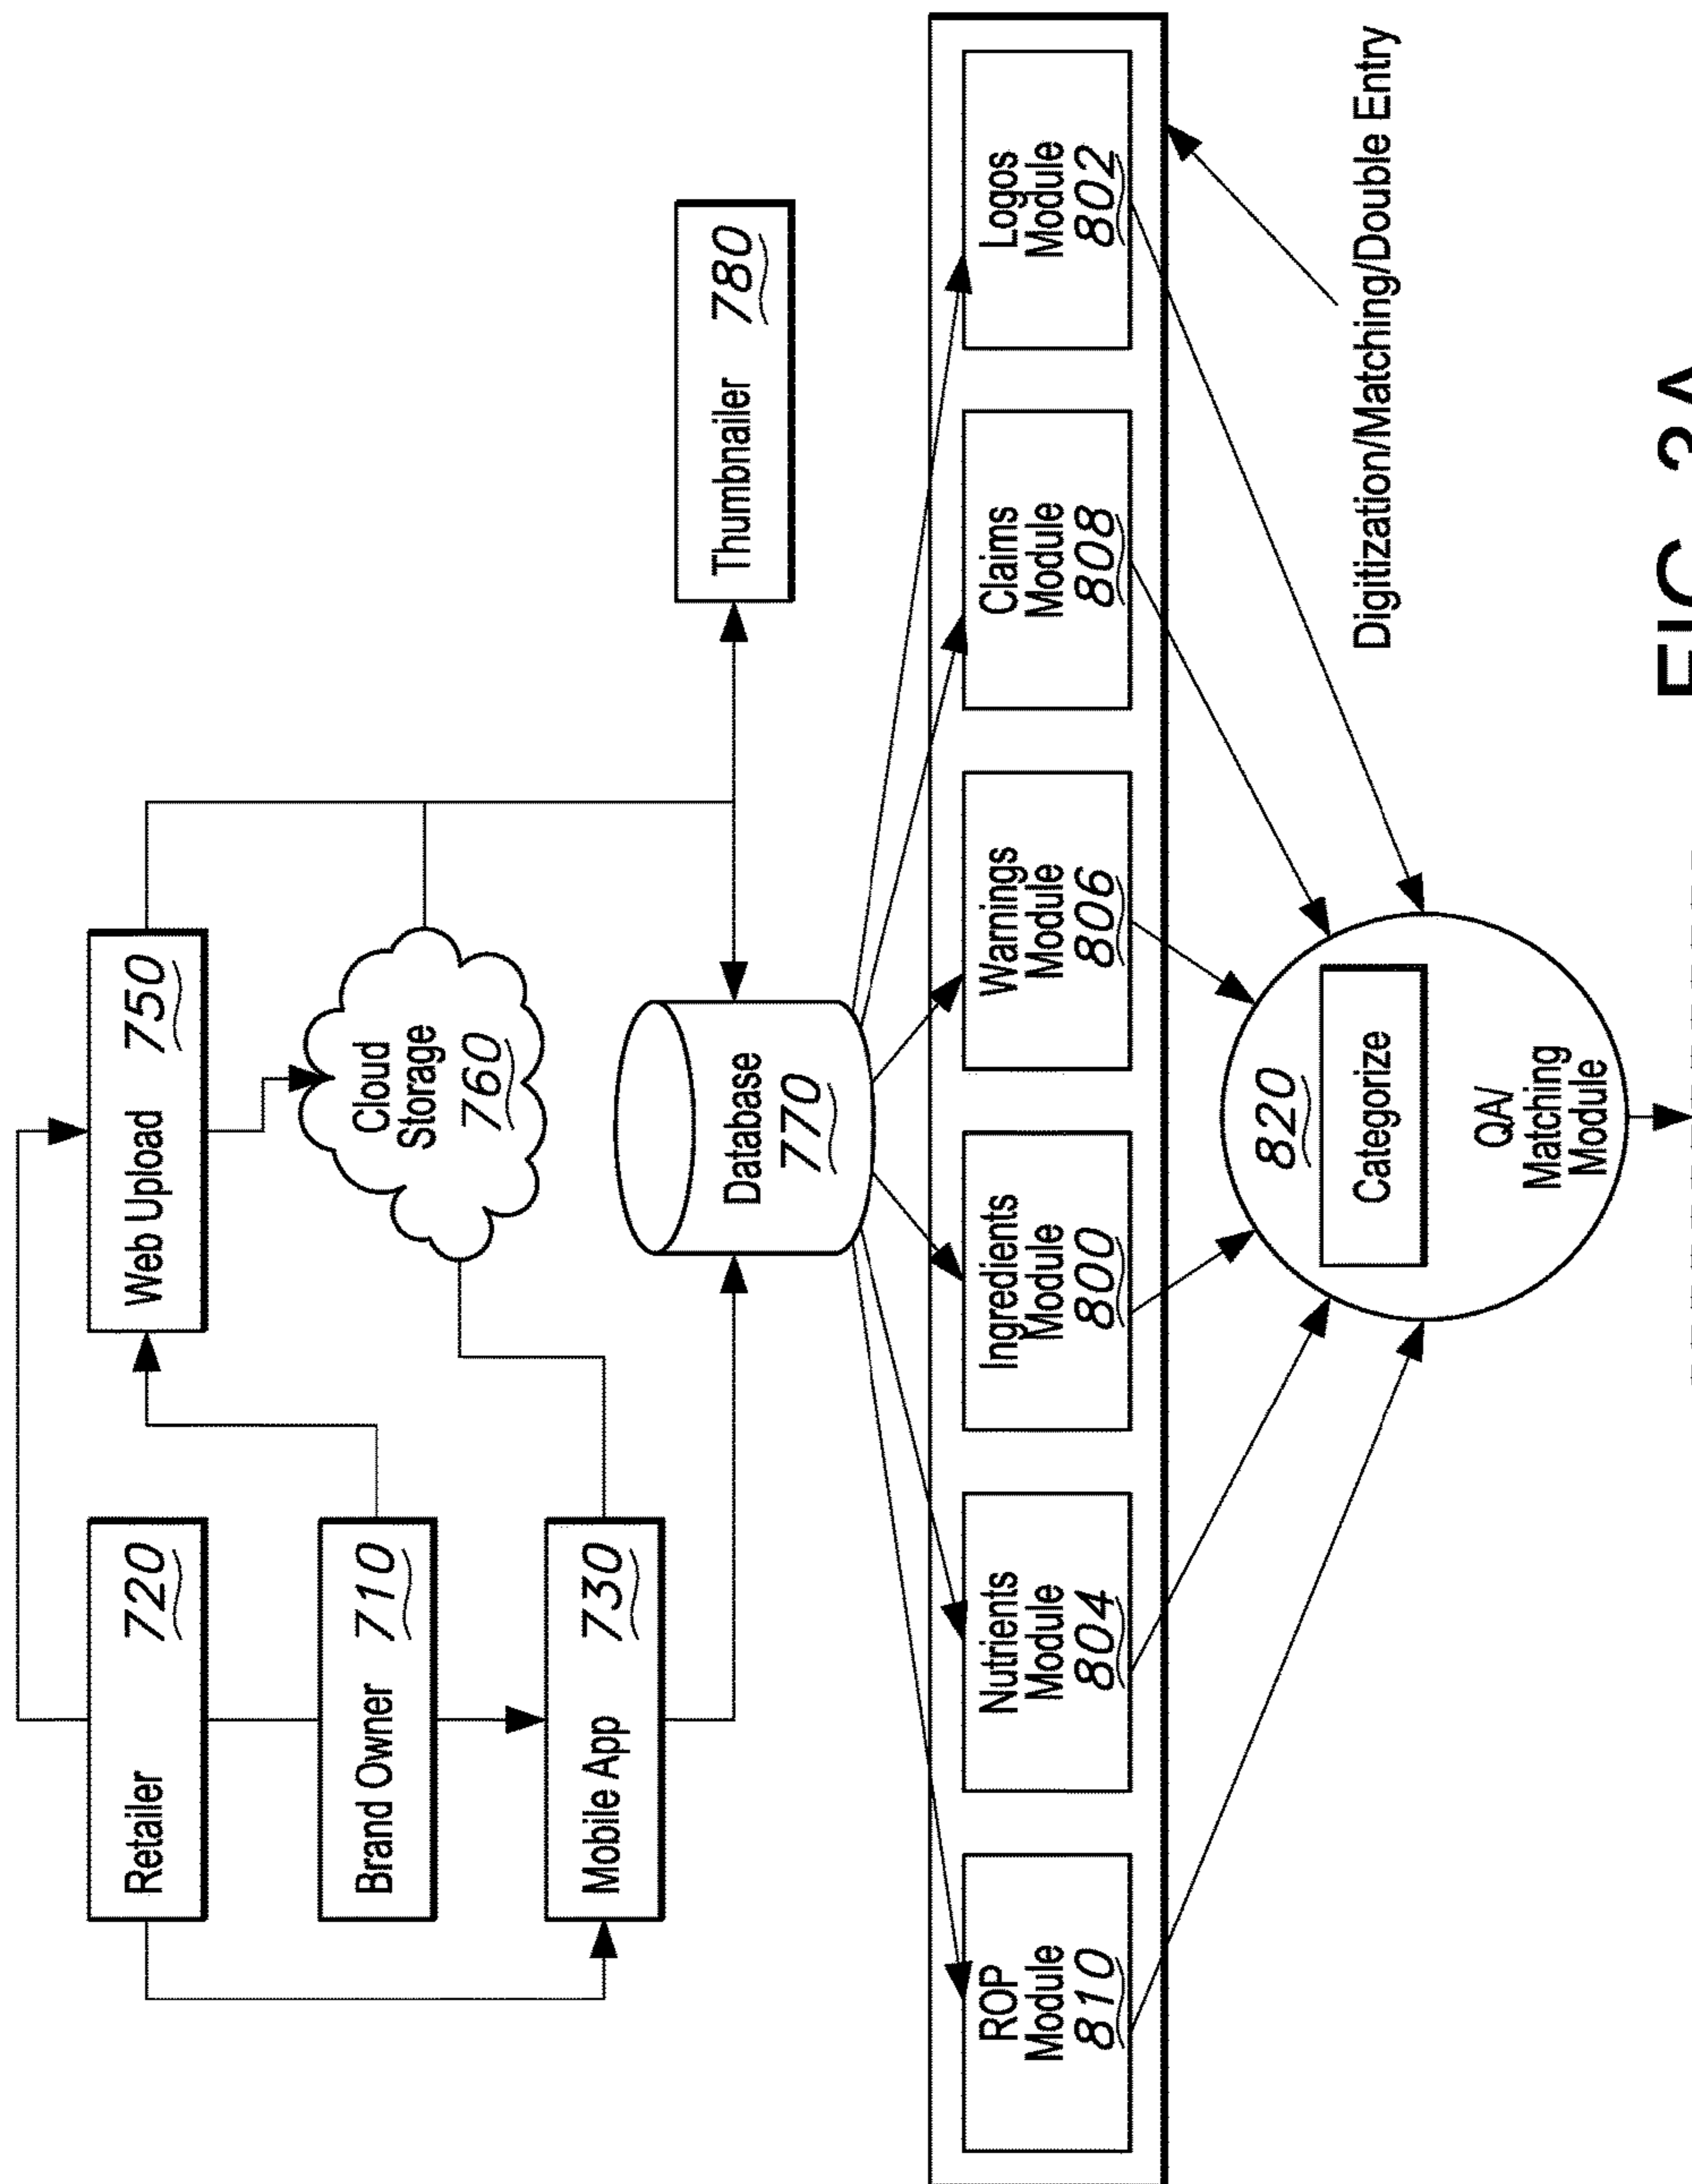 Retailer 720
Brand Owner 710
Mobile App 730
Web Upload 750
Cloud
Storage
760
Database
770
Thumbnailer 780
ROP
Module
810
Nutrients
Module
804
Ingredients
Module
800
Warnings
Module
806
Claims
Module
808
Logos
Module
802
Digitization/Matching/Double Entry
820
Categorize
QA/
Matching
Module
FIG. 3A